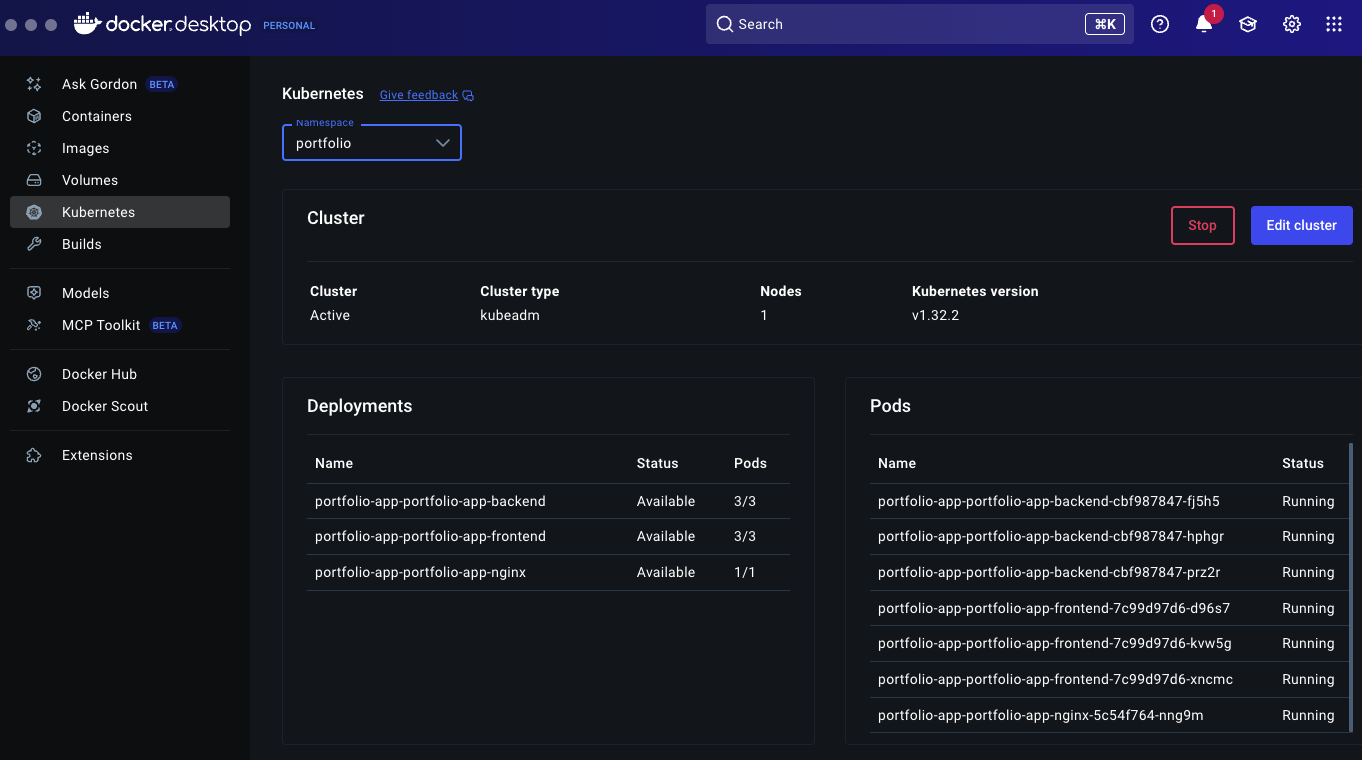 docker.desktop PERSONAL
Search ⌘K 1
Ask Gordon BETA
Containers
Images
Volumes
Kubernetes
Builds
Models
MCP Toolkit BETA
Docker Hub
Docker Scout
Extensions
Kubernetes Give feedback
Namespace
portfolio
Cluster
Stop Edit cluster
Cluster Cluster type Nodes Kubernetes version
Active kubeadm 1 v1.32.2
Deployments
Name Status Pods
portfolio-app-portfolio-app-backend Available 3/3
portfolio-app-portfolio-app-frontend Available 3/3
portfolio-app-portfolio-app-nginx Available 1/1
Pods
Name Status
portfolio-app-portfolio-app-backend-cbf987847-fj5h5 Running
portfolio-app-portfolio-app-backend-cbf987847-hphgr Running
portfolio-app-portfolio-app-backend-cbf987847-prz2r Running
portfolio-app-portfolio-app-frontend-7c99d97d6-d96s7 Running
portfolio-app-portfolio-app-frontend-7c99d97d6-kvw5g Running
portfolio-app-portfolio-app-frontend-7c99d97d6-xncmc Running
portfolio-app-portfolio-app-nginx-5c54f764-nng9m Running